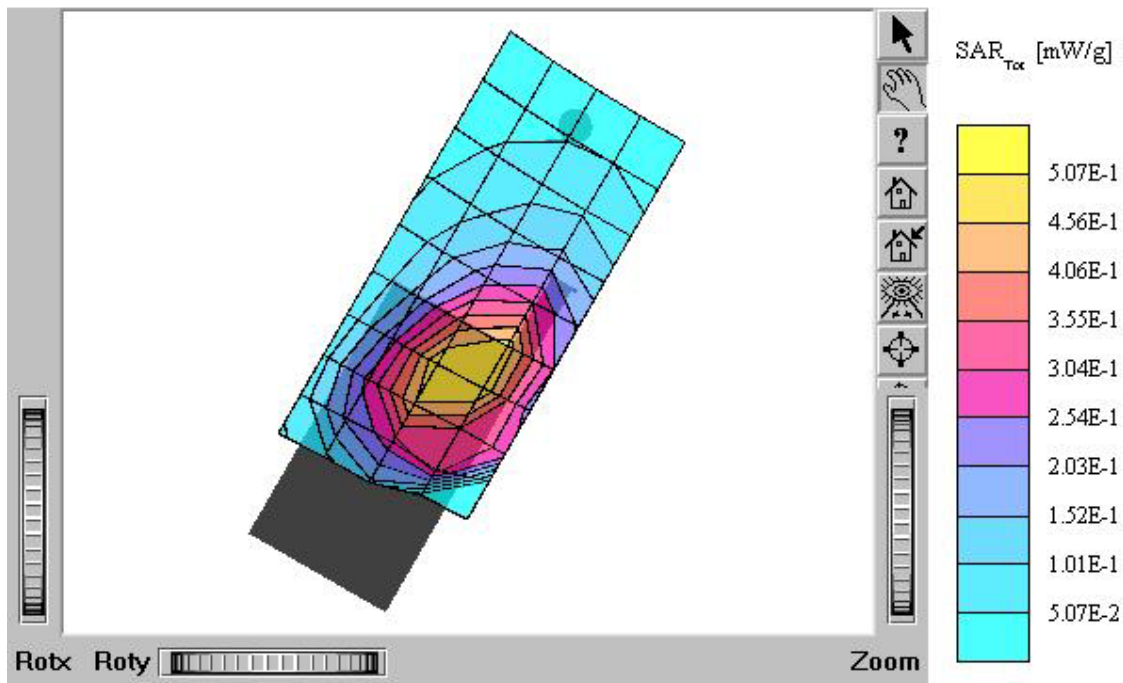 SAR_Tot [mW/g]
?
5.07E-1
4.56E-1
4.06E-1
3.55E-1
3.04E-1
2.54E-1
2.03E-1
1.52E-1
1.01E-1
5.07E-2
Rotx Roty Zoom